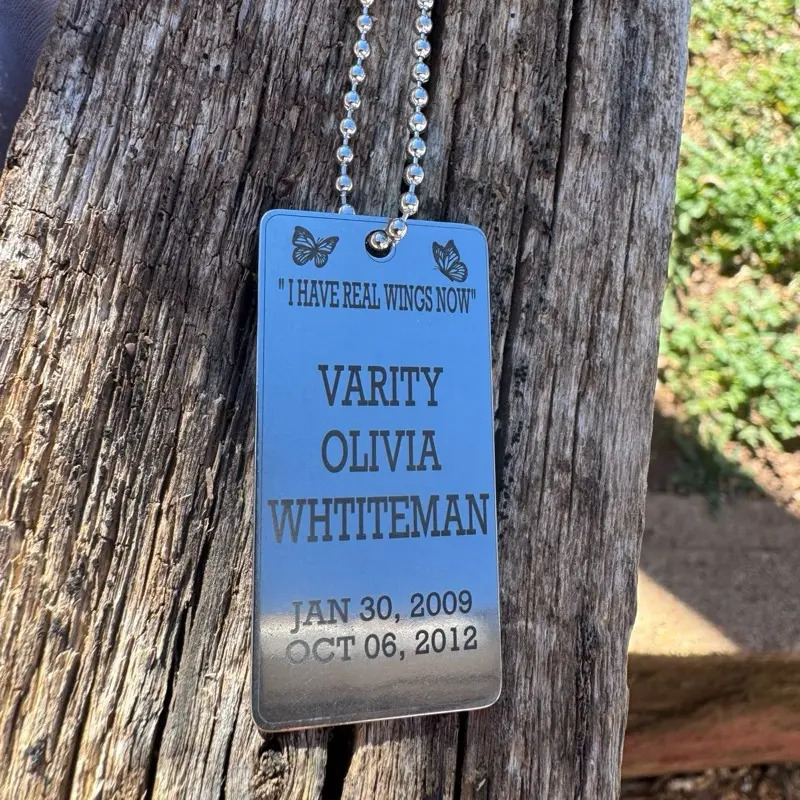 "I HAVE REAL WINGS NOW"
VARITY
OLIVIA
WHTITEMAN
JAN 30, 2009
OCT 06, 2012